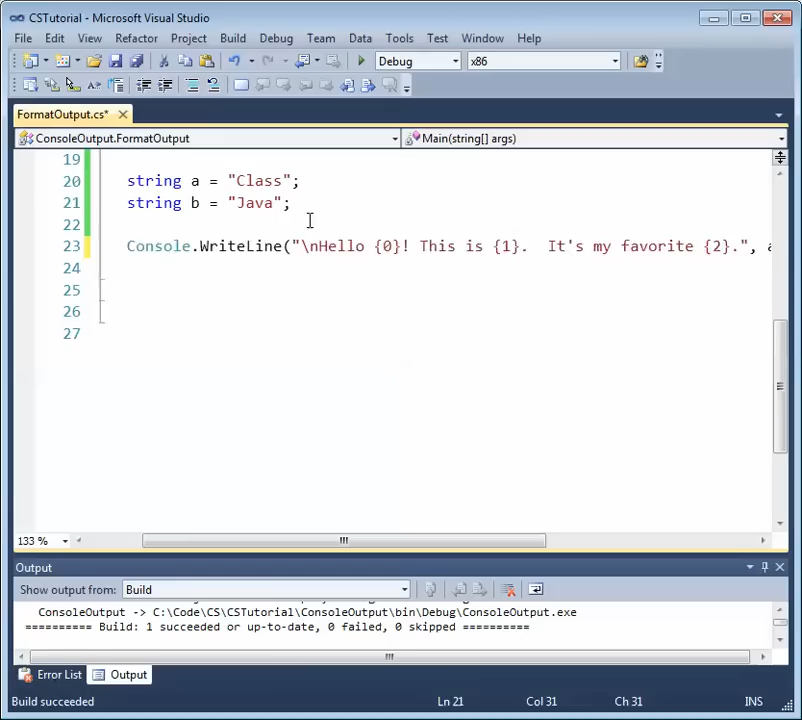 CSTutorial - Microsoft Visual Studio
File Edit View Refactor Project Build Debug Team Data Tools Test Window Help
Debug x86
FormatOutput.cs*
ConsoleOutput.FormatOutput Main(string[] args)
19
20 string a = "Class";
21 string b = "Java";
22
23 Console.WriteLine("\nHello {0}! This is {1}.  It's my favorite {2}.", a
24
25
26
27
133 %
Output
Show output from: Build
ConsoleOutput -> C:\Code\CS\CSTutorial\ConsoleOutput\bin\Debug\ConsoleOutput.exe
========== Build: 1 succeeded or up-to-date, 0 failed, 0 skipped ==========
Error List Output
Build succeeded Ln 21 Col 31 Ch 31 INS